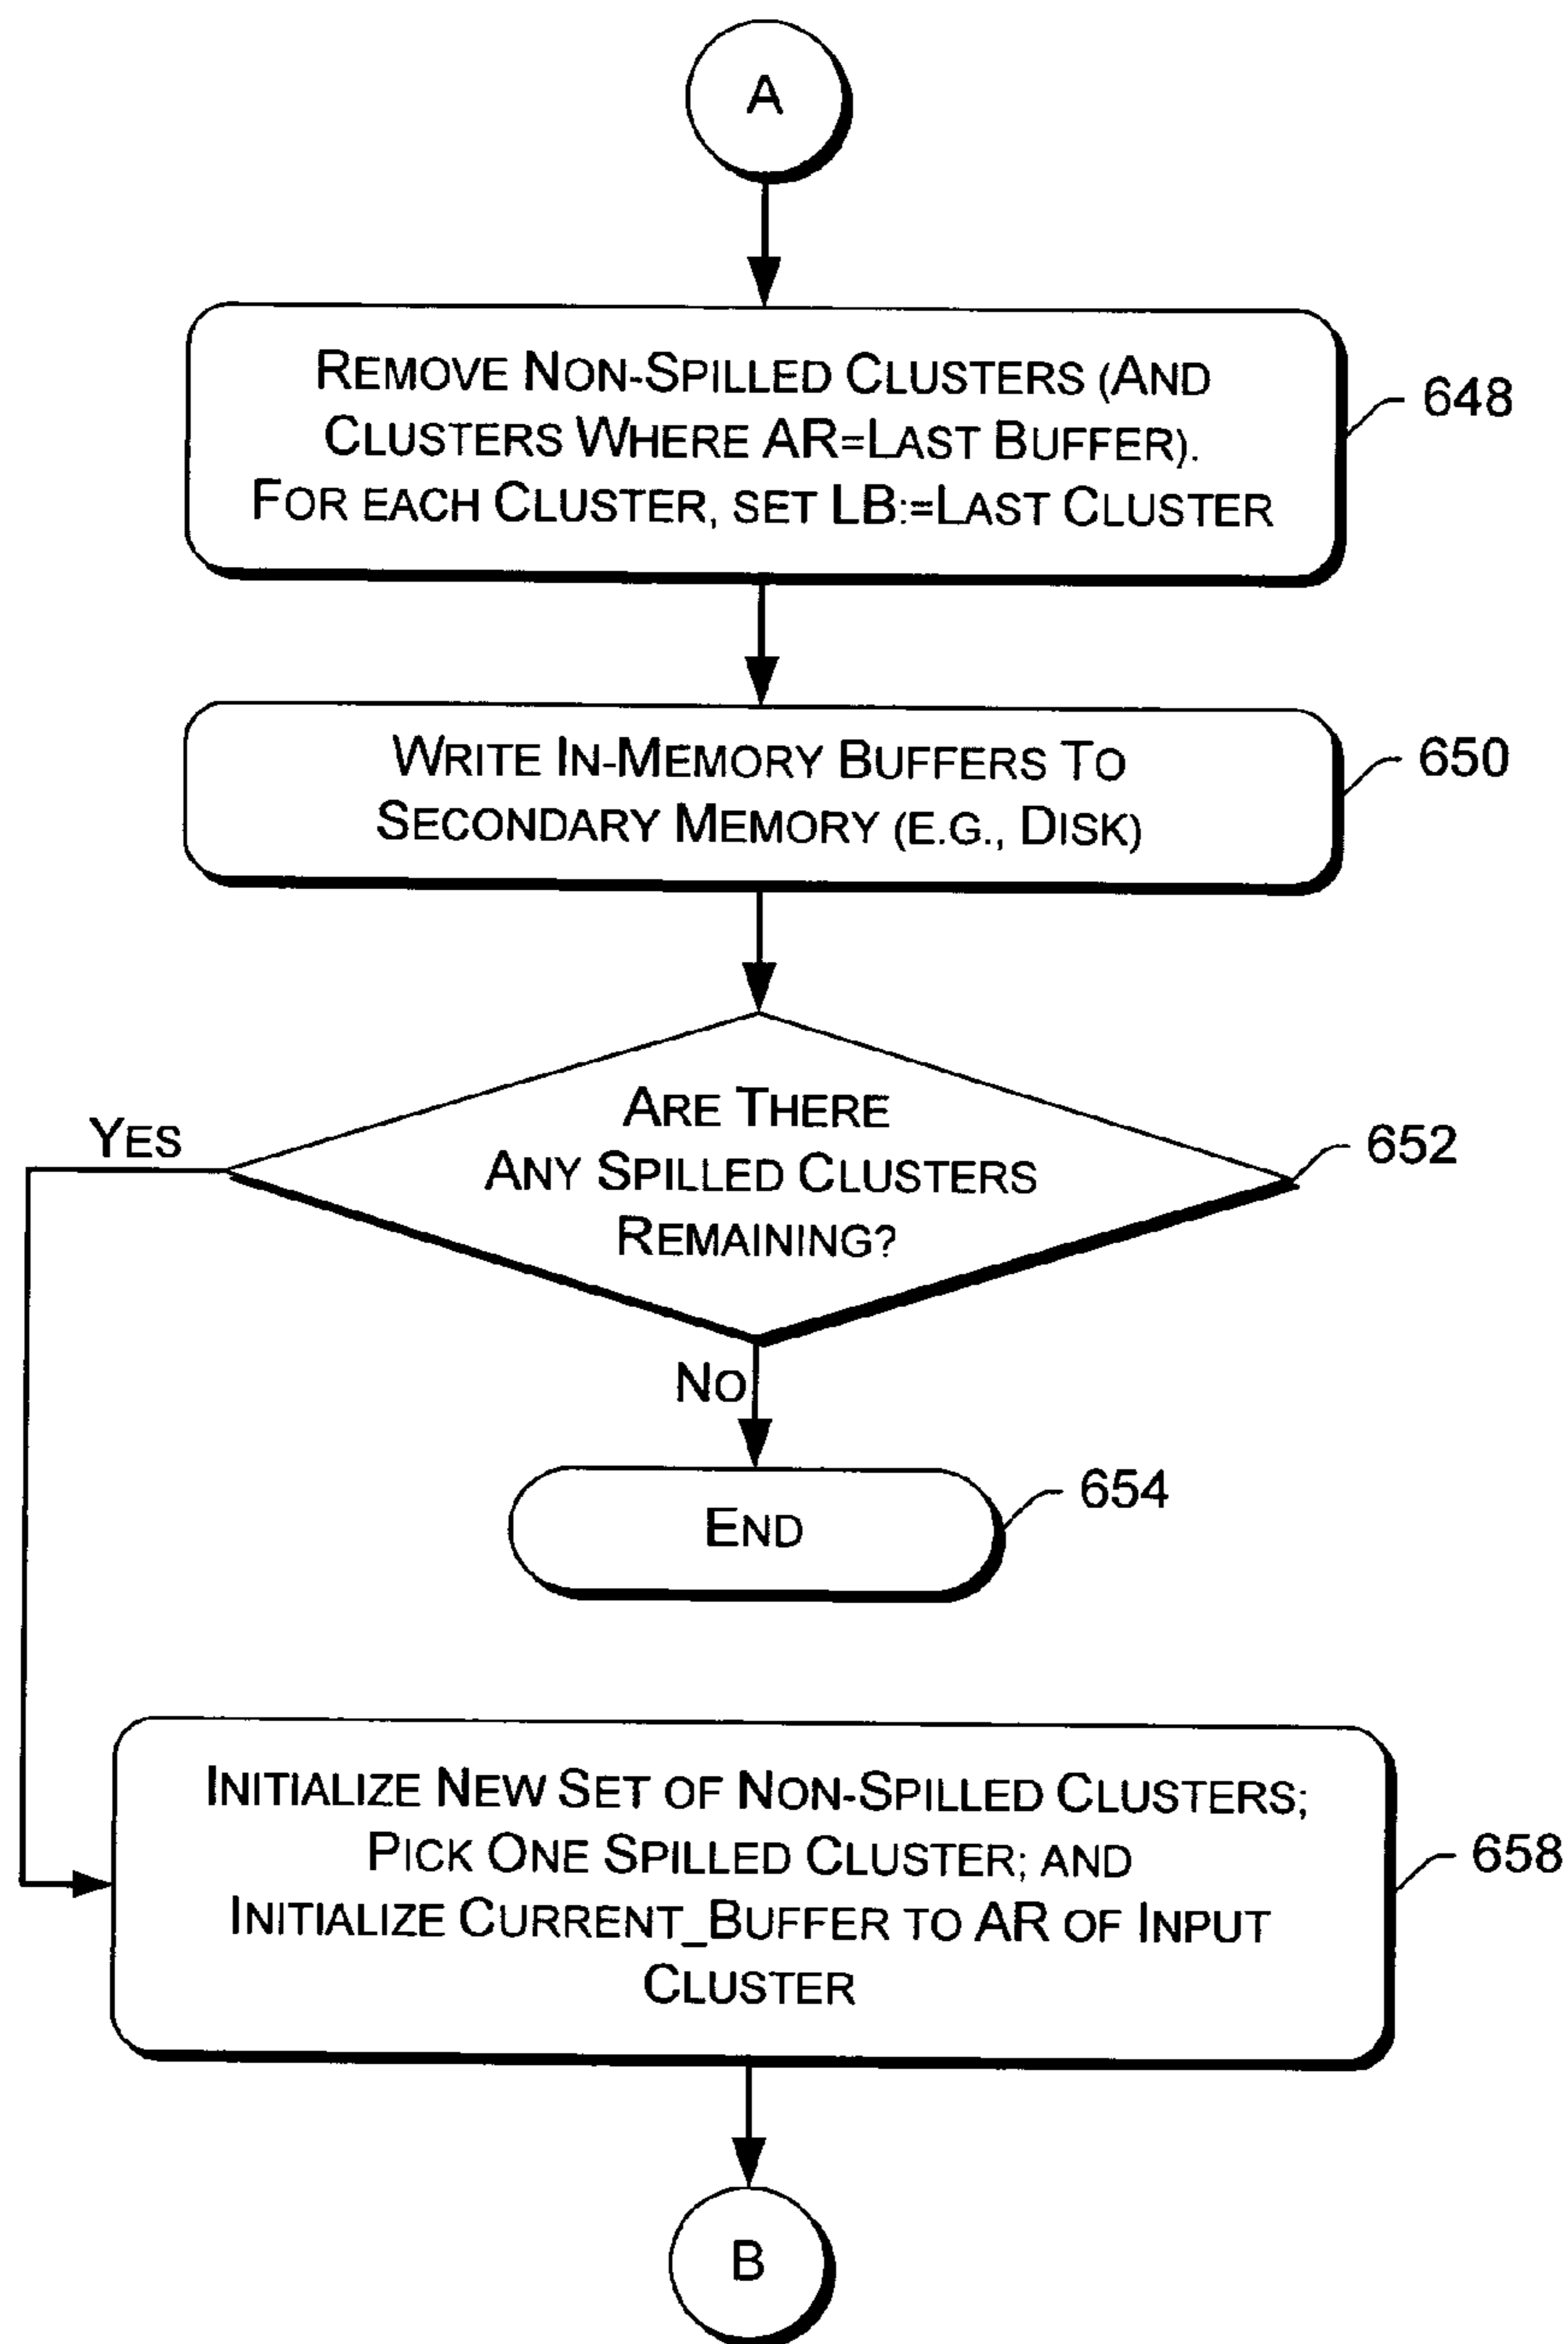 A
REMOVE NON-SPILLED CLUSTERS (AND
CLUSTERS WHERE AR=LAST BUFFER).
FOR EACH CLUSTER, SET LB:=LAST CLUSTER
648
WRITE IN-MEMORY BUFFERS TO
SECONDARY MEMORY (E.G., DISK)
650
ARE THERE
ANY SPILLED CLUSTERS
REMAINING?
652
YES
NO
END
654
INITIALIZE NEW SET OF NON-SPILLED CLUSTERS;
PICK ONE SPILLED CLUSTER; AND
INITIALIZE CURRENT_BUFFER TO AR OF INPUT
CLUSTER
658
B